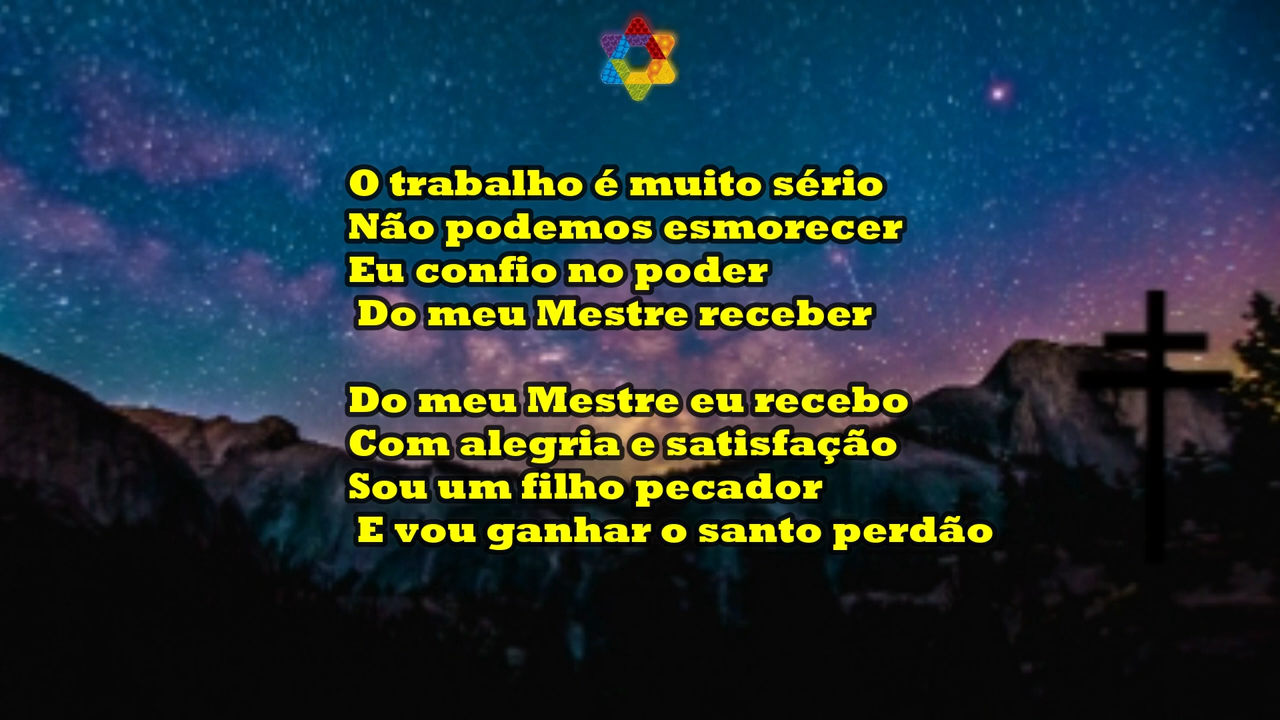 O trabalho é muito sério
Não podemos esmorecer
Eu confio no poder
Do meu Mestre receber
Do meu Mestre eu recebo
Com alegria e satisfação
Sou um filho pecador
E vou ganhar o santo perdão